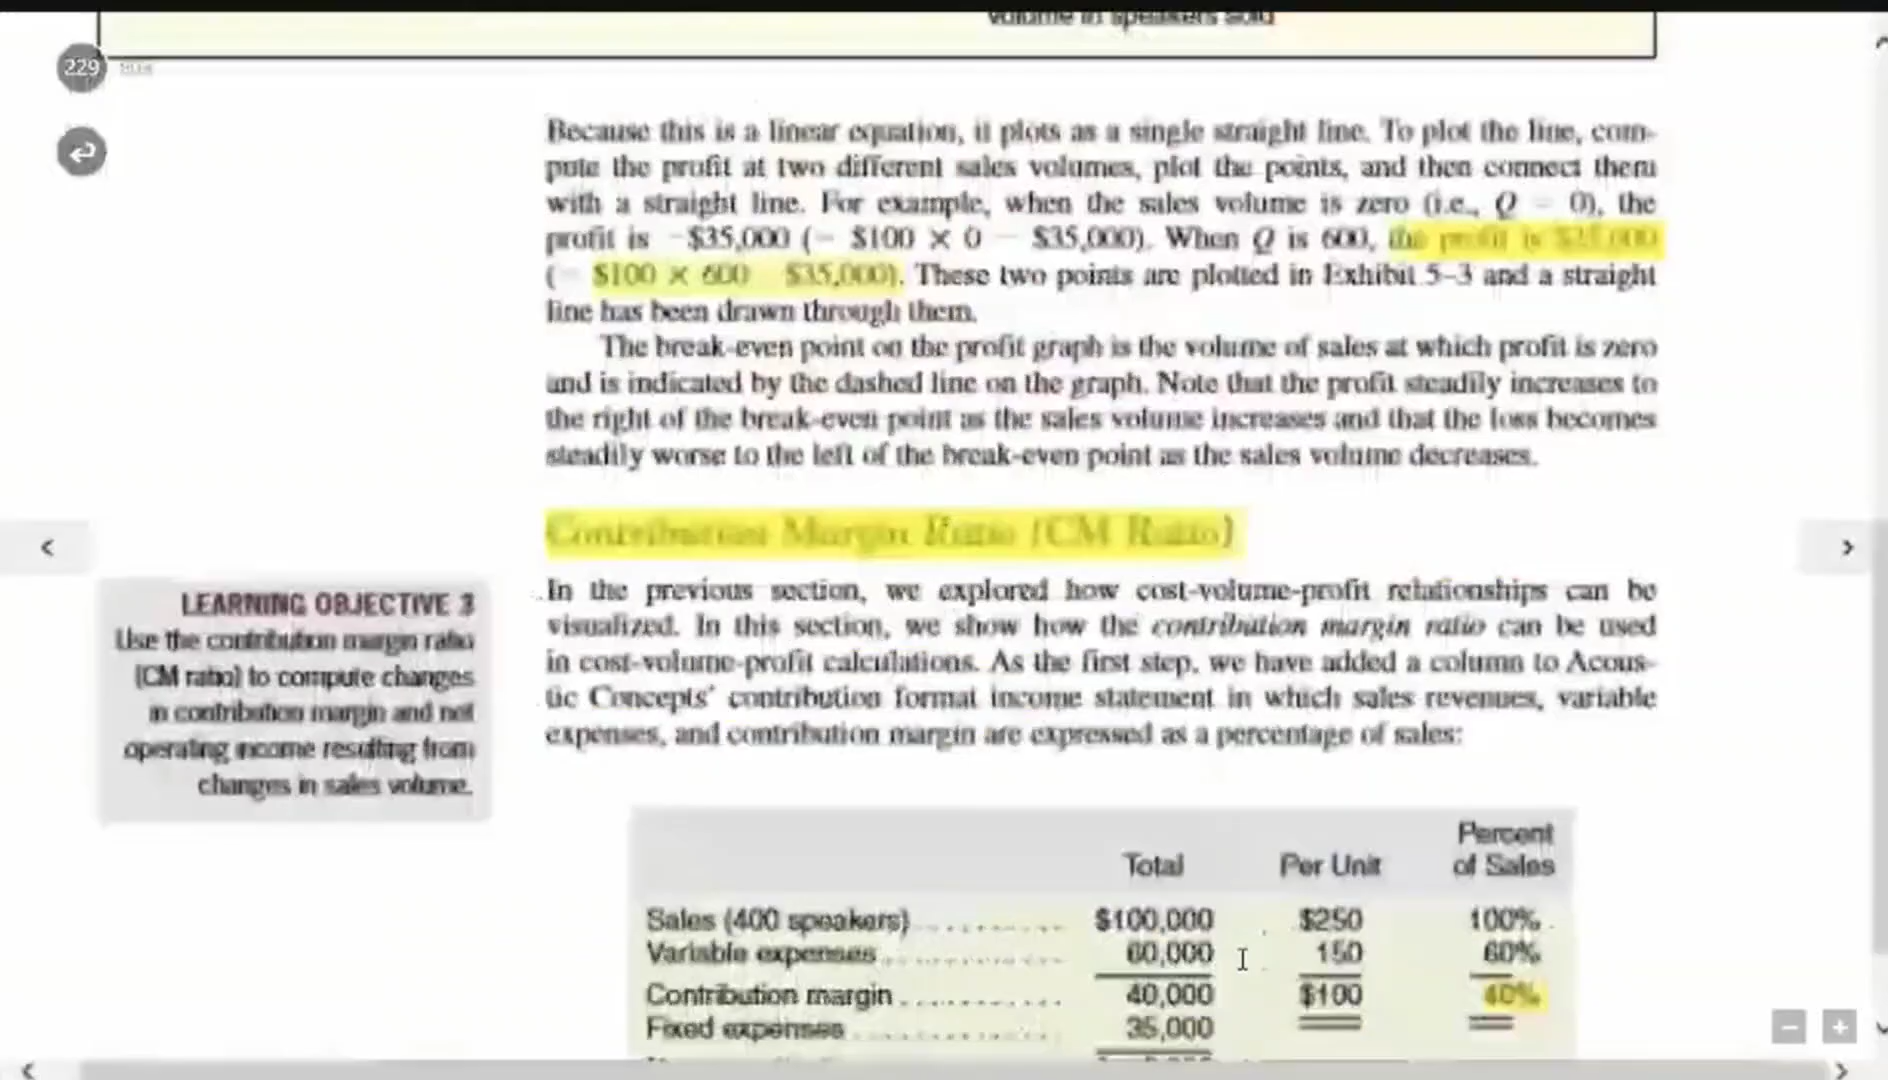 volume in speakers sold
229
Because this is a linear equation, it plots as a single straight line. To plot the line, com-
pute the profit at two different sales volumes, plot the points, and then connect them
with a straight line. For example, when the sales volume is zero (i.e., Q = 0), the
profit is −$35,000 (= $100 × 0 − $35,000). When Q is 600, the profit is $25,000
(= $100 × 600 − $35,000). These two points are plotted in Exhibit 5–3 and a straight
line has been drawn through them.
The break-even point on the profit graph is the volume of sales at which profit is zero
and is indicated by the dashed line on the graph. Note that the profit steadily increases to
the right of the break-even point as the sales volume increases and that the loss becomes
steadily worse to the left of the break-even point as the sales volume decreases.
Contribution Margin Ratio (CM Ratio)
LEARNING OBJECTIVE 3
Use the contribution margin ratio
(CM ratio) to compute changes
in contribution margin and net
operating income resulting from
changes in sales volume.
In the previous section, we explored how cost-volume-profit relationships can be
visualized. In this section, we show how the contribution margin ratio can be used
in cost-volume-profit calculations. As the first step, we have added a column to Acous-
tic Concepts' contribution format income statement in which sales revenues, variable
expenses, and contribution margin are expressed as a percentage of sales:
Total Per Unit Percent of Sales
Sales (400 speakers) $100,000 $250 100%
Variable expenses 60,000 150 60%
Contribution margin 40,000 $100 40%
Fixed expenses 35,000